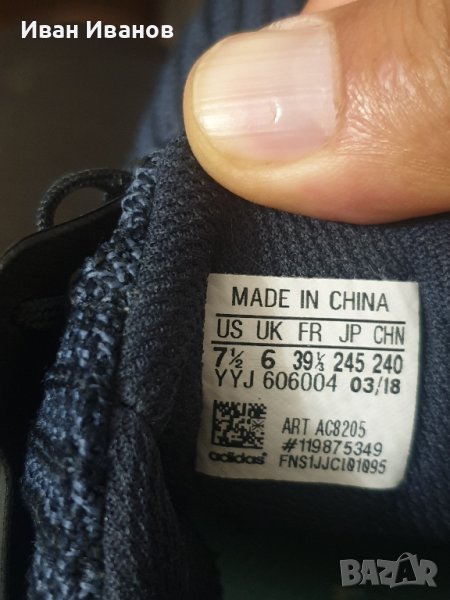 Иван Иванов
MADE IN CHINA
US UK FR JP CHN
7½ 6 39⅓ 245 240
YYJ 606004 03/18
ART AC8205
#119875349
adidas FNS1JJC101095
BAZAR